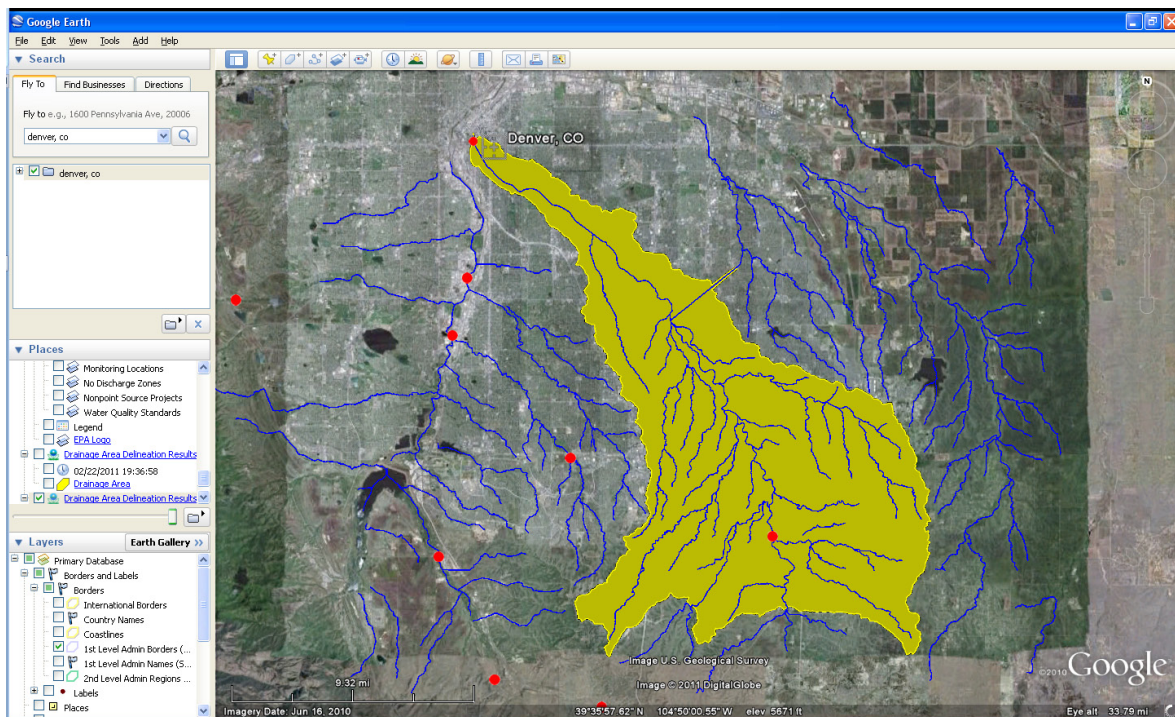 Google Earth
File Edit View Tools Add Help
Search
Fly To Find Businesses Directions
Fly to e.g., 1600 Pennsylvania Ave, 20006
denver, co
denver, co
Places
Monitoring Locations
No Discharge Zones
Nonpoint Source Projects
Water Quality Standards
Legend
EPA Logo
Drainage Area Delineation Results
02/22/2011 19:36:58
Drainage Area
Drainage Area Delineation Results
Layers Earth Gallery >>
Primary Database
Borders and Labels
Borders
International Borders
Country Names
Coastlines
1st Level Admin Borders (...
1st Level Admin Names (S...
2nd Level Admin Regions ...
Labels
Places
N
Denver, CO
Image U.S. Geological Survey
Image © 2011 DigitalGlobe
©2010 Google
9.32 mi
Imagery Date: Jun 16, 2010 39°35'57.62" N 104°50'00.55" W elev 5671 ft Eye alt 33.79 mi